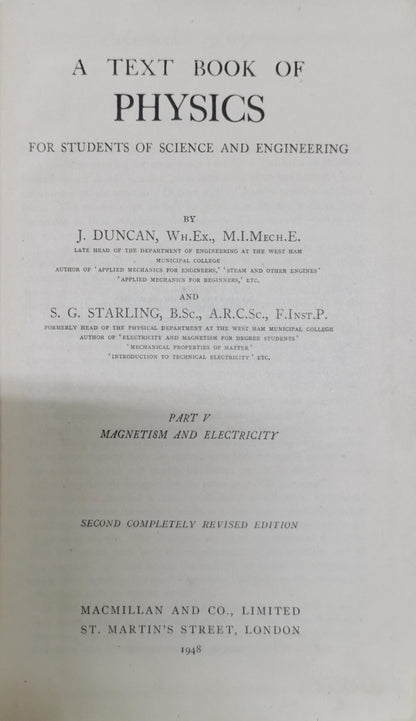 A TEXT BOOK OF
PHYSICS
FOR STUDENTS OF SCIENCE AND ENGINEERING
BY
J. DUNCAN, Wh.Ex., M.I.Mech.E.
LATE HEAD OF THE DEPARTMENT OF ENGINEERING AT THE WEST HAM
MUNICIPAL COLLEGE
AUTHOR OF 'APPLIED MECHANICS FOR ENGINEERS,' 'STEAM AND OTHER ENGINES'
'APPLIED MECHANICS FOR BEGINNERS,' ETC.
AND
S. G. STARLING, B.Sc., A.R.C.Sc., F.Inst.P.
FORMERLY HEAD OF THE PHYSICAL DEPARTMENT AT THE WEST HAM MUNICIPAL COLLEGE
AUTHOR OF 'ELECTRICITY AND MAGNETISM FOR DEGREE STUDENTS'
'MECHANICAL PROPERTIES OF MATTER'
'INTRODUCTION TO TECHNICAL ELECTRICITY' ETC.
PART V
MAGNETISM AND ELECTRICITY
SECOND COMPLETELY REVISED EDITION
MACMILLAN AND CO., LIMITED
ST. MARTIN'S STREET, LONDON
1948